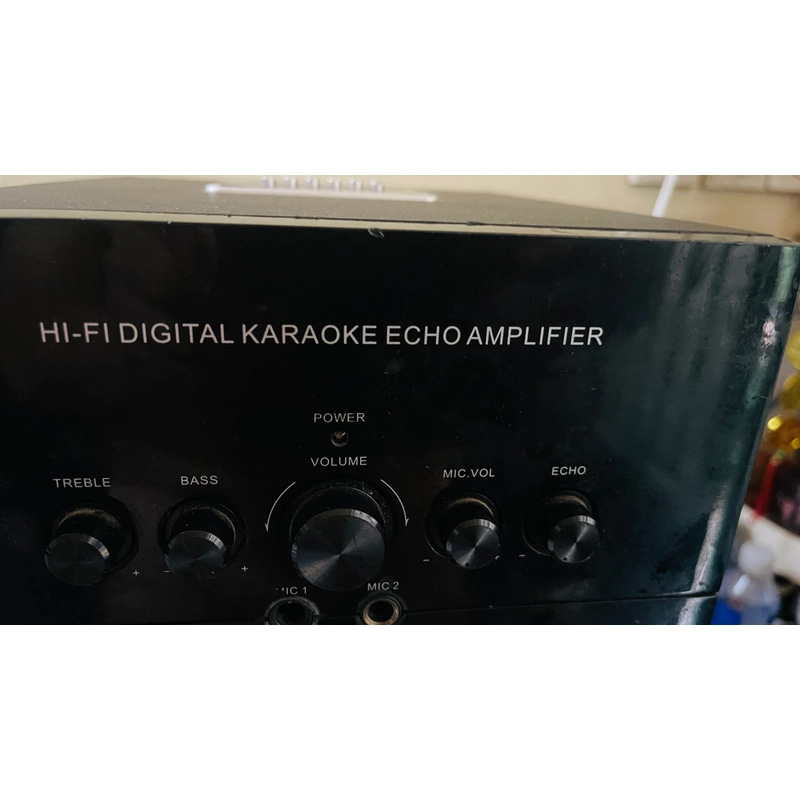 HI-FI DIGITAL KARAOKE ECHO AMPLIFIER
POWER
VOLUME
TREBLE
BASS
MIC.VOL
ECHO
+ - +
- -
MIC 1
MIC 2